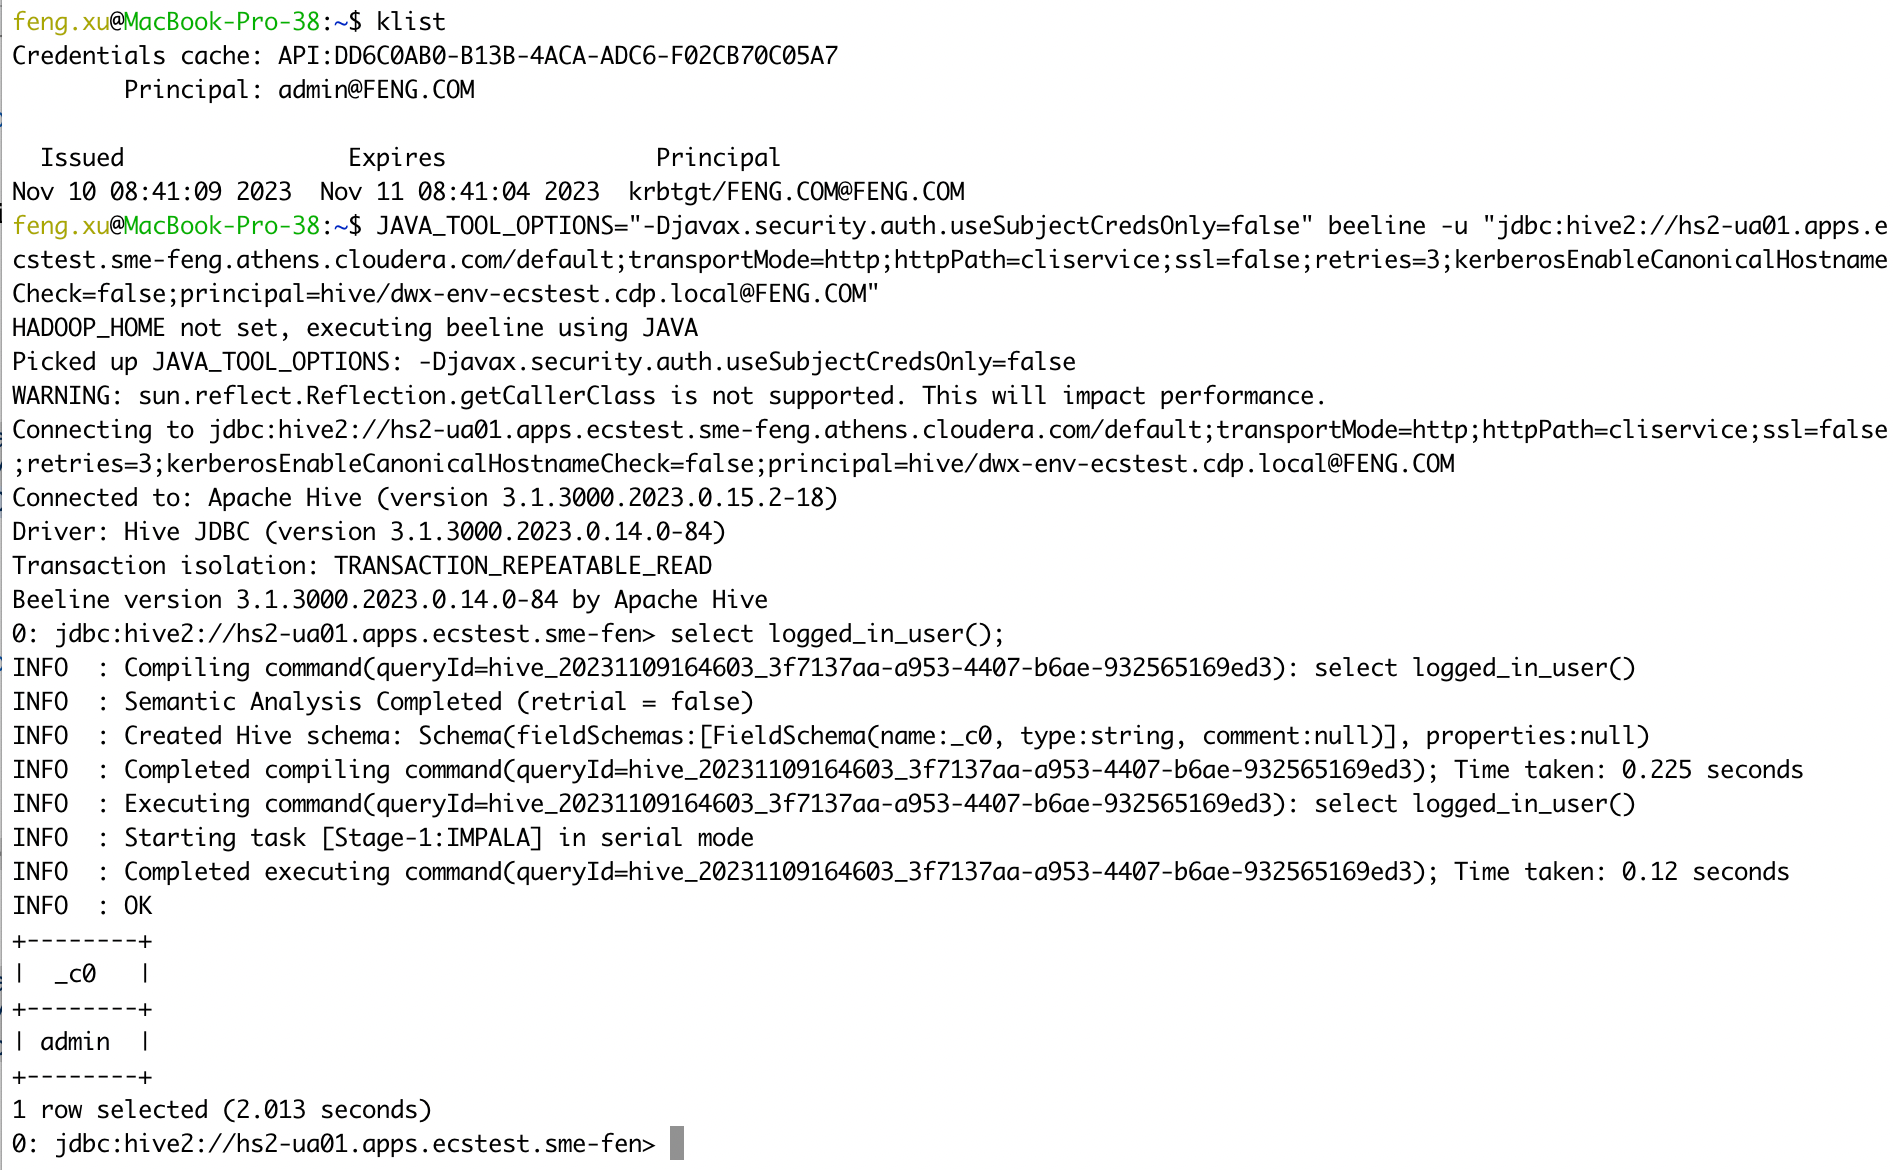 feng.xu@MacBook-Pro-38:~$ klist
Credentials cache: API:DD6C0AB0-B13B-4ACA-ADC6-F02CB70C05A7
        Principal: admin@FENG.COM

  Issued                Expires               Principal
Nov 10 08:41:09 2023  Nov 11 08:41:04 2023  krbtgt/FENG.COM@FENG.COM
feng.xu@MacBook-Pro-38:~$ JAVA_TOOL_OPTIONS="-Djavax.security.auth.useSubjectCredsOnly=false" beeline -u "jdbc:hive2://hs2-ua01.apps.e
cstest.sme-feng.athens.cloudera.com/default;transportMode=http;httpPath=cliservice;ssl=false;retries=3;kerberosEnableCanonicalHostname
Check=false;principal=hive/dwx-env-ecstest.cdp.local@FENG.COM"
HADOOP_HOME not set, executing beeline using JAVA
Picked up JAVA_TOOL_OPTIONS: -Djavax.security.auth.useSubjectCredsOnly=false
WARNING: sun.reflect.Reflection.getCallerClass is not supported. This will impact performance.
Connecting to jdbc:hive2://hs2-ua01.apps.ecstest.sme-feng.athens.cloudera.com/default;transportMode=http;httpPath=cliservice;ssl=false
;retries=3;kerberosEnableCanonicalHostnameCheck=false;principal=hive/dwx-env-ecstest.cdp.local@FENG.COM
Connected to: Apache Hive (version 3.1.3000.2023.0.15.2-18)
Driver: Hive JDBC (version 3.1.3000.2023.0.14.0-84)
Transaction isolation: TRANSACTION_REPEATABLE_READ
Beeline version 3.1.3000.2023.0.14.0-84 by Apache Hive
0: jdbc:hive2://hs2-ua01.apps.ecstest.sme-fen> select logged_in_user();
INFO  : Compiling command(queryId=hive_20231109164603_3f7137aa-a953-4407-b6ae-932565169ed3): select logged_in_user()
INFO  : Semantic Analysis Completed (retrial = false)
INFO  : Created Hive schema: Schema(fieldSchemas:[FieldSchema(name:_c0, type:string, comment:null)], properties:null)
INFO  : Completed compiling command(queryId=hive_20231109164603_3f7137aa-a953-4407-b6ae-932565169ed3); Time taken: 0.225 seconds
INFO  : Executing command(queryId=hive_20231109164603_3f7137aa-a953-4407-b6ae-932565169ed3): select logged_in_user()
INFO  : Starting task [Stage-1:IMPALA] in serial mode
INFO  : Completed executing command(queryId=hive_20231109164603_3f7137aa-a953-4407-b6ae-932565169ed3); Time taken: 0.12 seconds
INFO  : OK
+--------+
|  _c0   |
+--------+
| admin  |
+--------+
1 row selected (2.013 seconds)
0: jdbc:hive2://hs2-ua01.apps.ecstest.sme-fen>